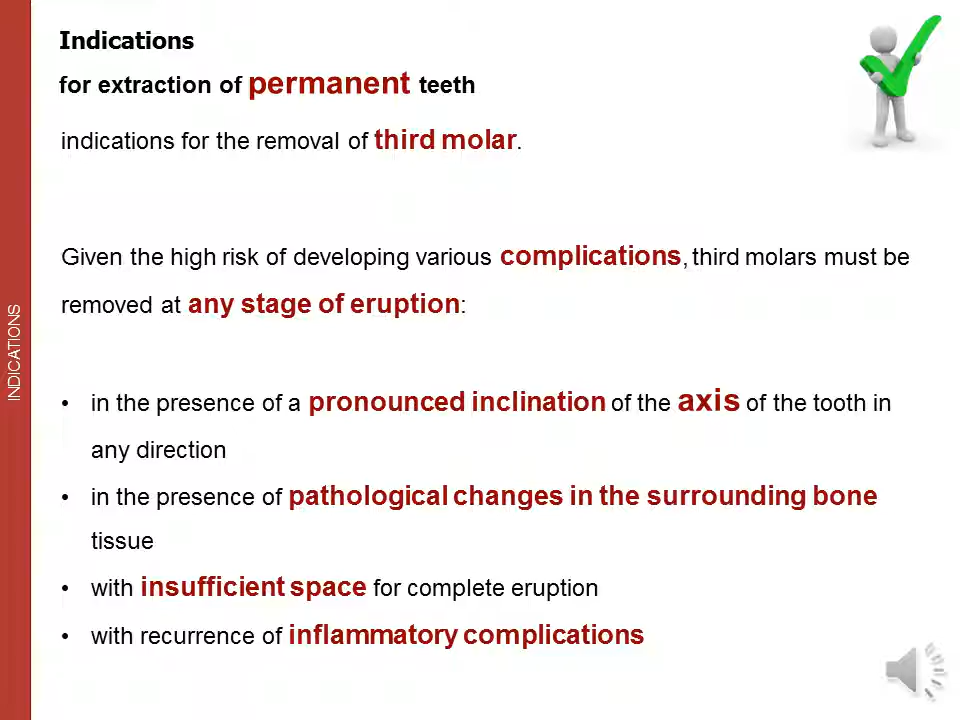 Indications
for extraction of permanent teeth
indications for the removal of third molar.
Given the high risk of developing various complications, third molars must be
removed at any stage of eruption:
• in the presence of a pronounced inclination of the axis of the tooth in
any direction
• in the presence of pathological changes in the surrounding bone
tissue
• with insufficient space for complete eruption
• with recurrence of inflammatory complications
INDICATIONS